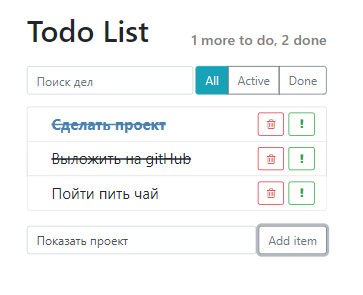 Todo List
1 more to do, 2 done
Поиск дел
All Active Done
Сделать проект
!
Выложить на gitHub
!
Пойти пить чай
!
Показать проект
Add item